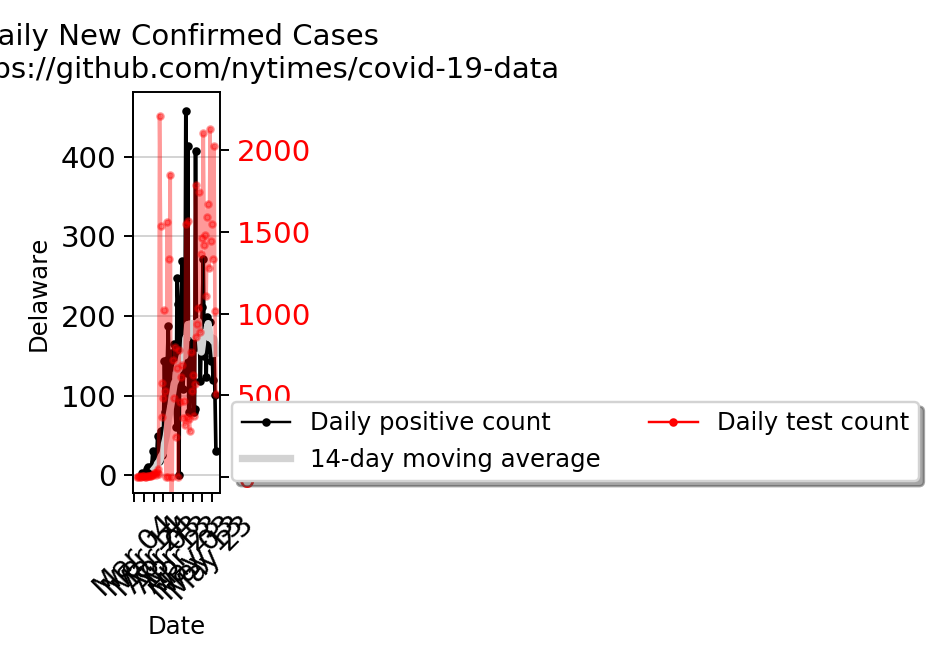 aily New Confirmed Cases
ps://github.com/nytimes/covid-19-data
400
300
200
100
0
Delaware
2000
1500
1000
500
Daily positive count
Daily test count
14-day moving average
Date